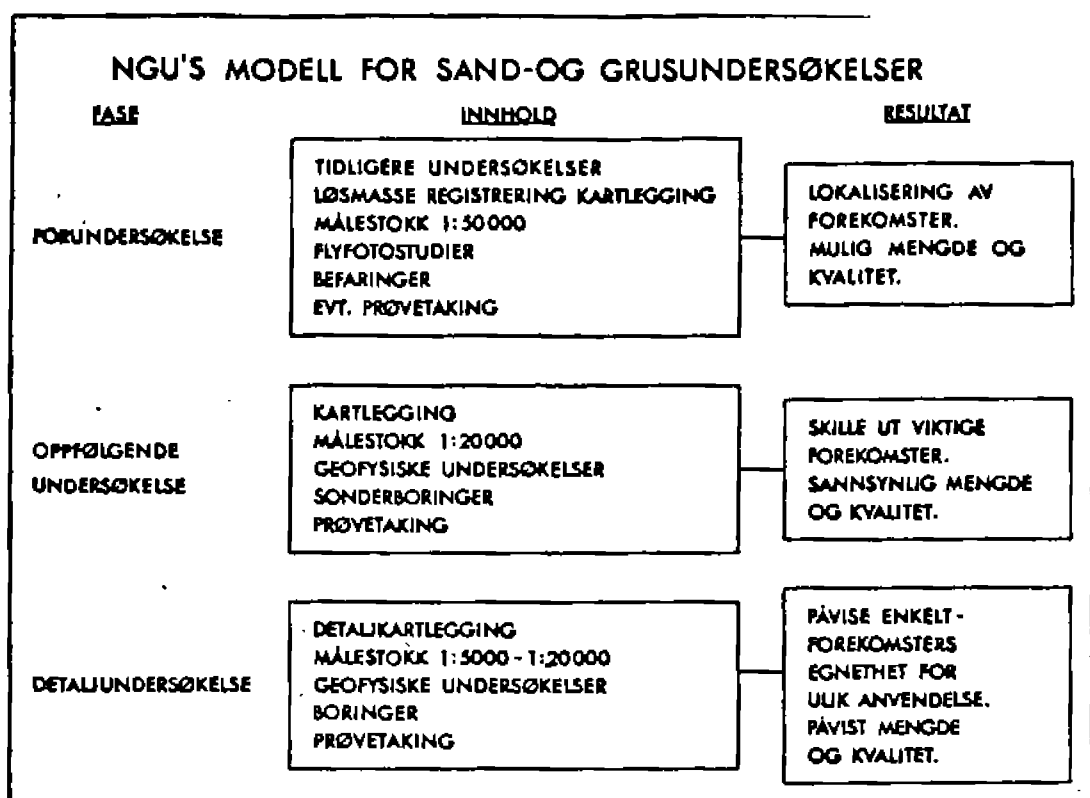 NGU'S MODELL FOR SAND-OG GRUSUNDERSØKELSER
FASE INNHOLD RESULTAT
FORUNDERSØKELSE
TIDLIGERE UNDERSØKELSER
LØSMASSE REGISTRERING KARTLEGGING
MÅLESTOKK 1:50000
FLYFOTOSTUDIER
BEFARINGER
EVT. PRØVETAKING
LOKALISERING AV
FOREKOMSTER.
MULIG MENGDE OG
KVALITET.
OPPFØLGENDE
UNDERSØKELSE
KARTLEGGING
MÅLESTOKK 1:20000
GEOFYSISKE UNDERSØKELSER
SONDERBORINGER
PRØVETAKING
SKILLE UT VIKTIGE
FOREKOMSTER.
SANNSYNLIG MENGDE
OG KVALITET.
DETALJUNDERSØKELSE
DETALJKARTLEGGING
MÅLESTOKK 1:5000-1:20000
GEOFYSISKE UNDERSØKELSER
BORINGER
PRØVETAKING
PÅVISE ENKELT-
FOREKOMSTERS
EGNETHET FOR
ULIK ANVENDELSE.
PÅVIST MENGDE
OG KVALITET.